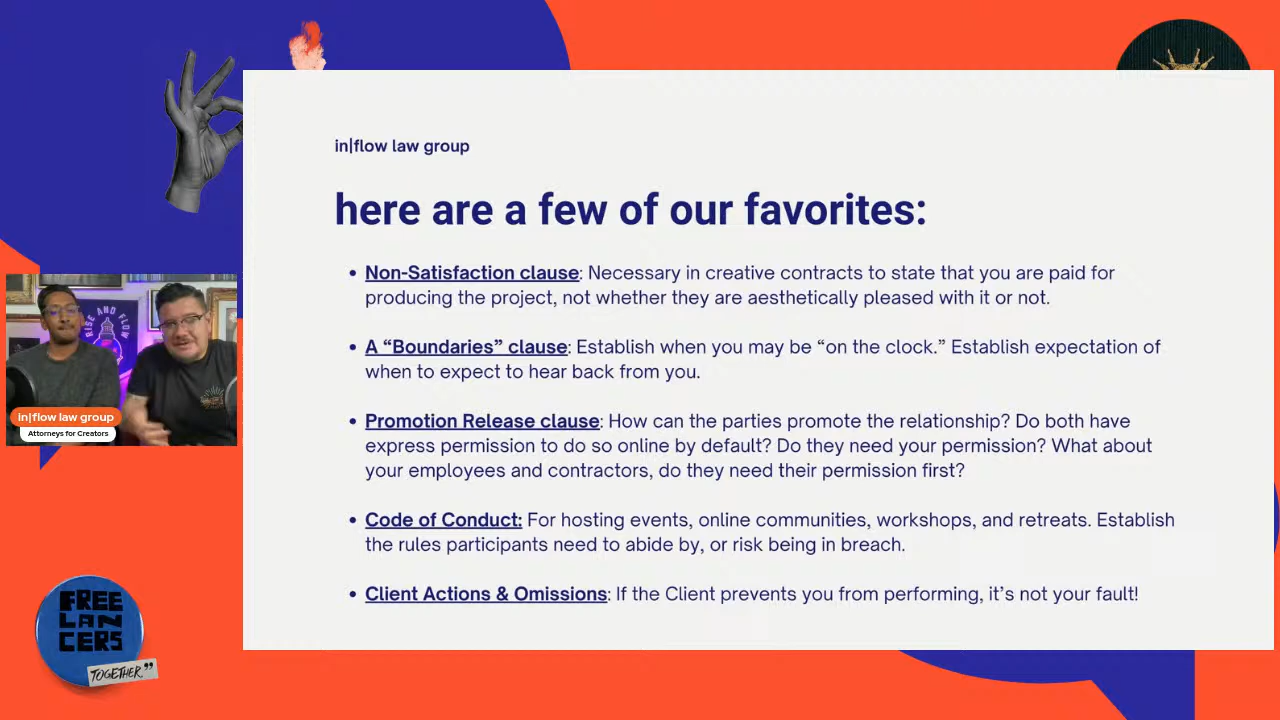 in|flow law group
here are a few of our favorites:
• Non-Satisfaction clause: Necessary in creative contracts to state that you are paid for
producing the project, not whether they are aesthetically pleased with it or not.
• A “Boundaries” clause: Establish when you may be “on the clock.” Establish expectation of
when to expect to hear back from you.
• Promotion Release clause: How can the parties promote the relationship? Do both have
express permission to do so online by default? Do they need your permission? What about
your employees and contractors, do they need their permission first?
• Code of Conduct: For hosting events, online communities, workshops, and retreats. Establish
the rules participants need to abide by, or risk being in breach.
• Client Actions & Omissions: If the Client prevents you from performing, it’s not your fault!
RISE AND FLOW
in|flow law group
Attorneys for Creators
FREE
LAN
CERS
TOGETHER”